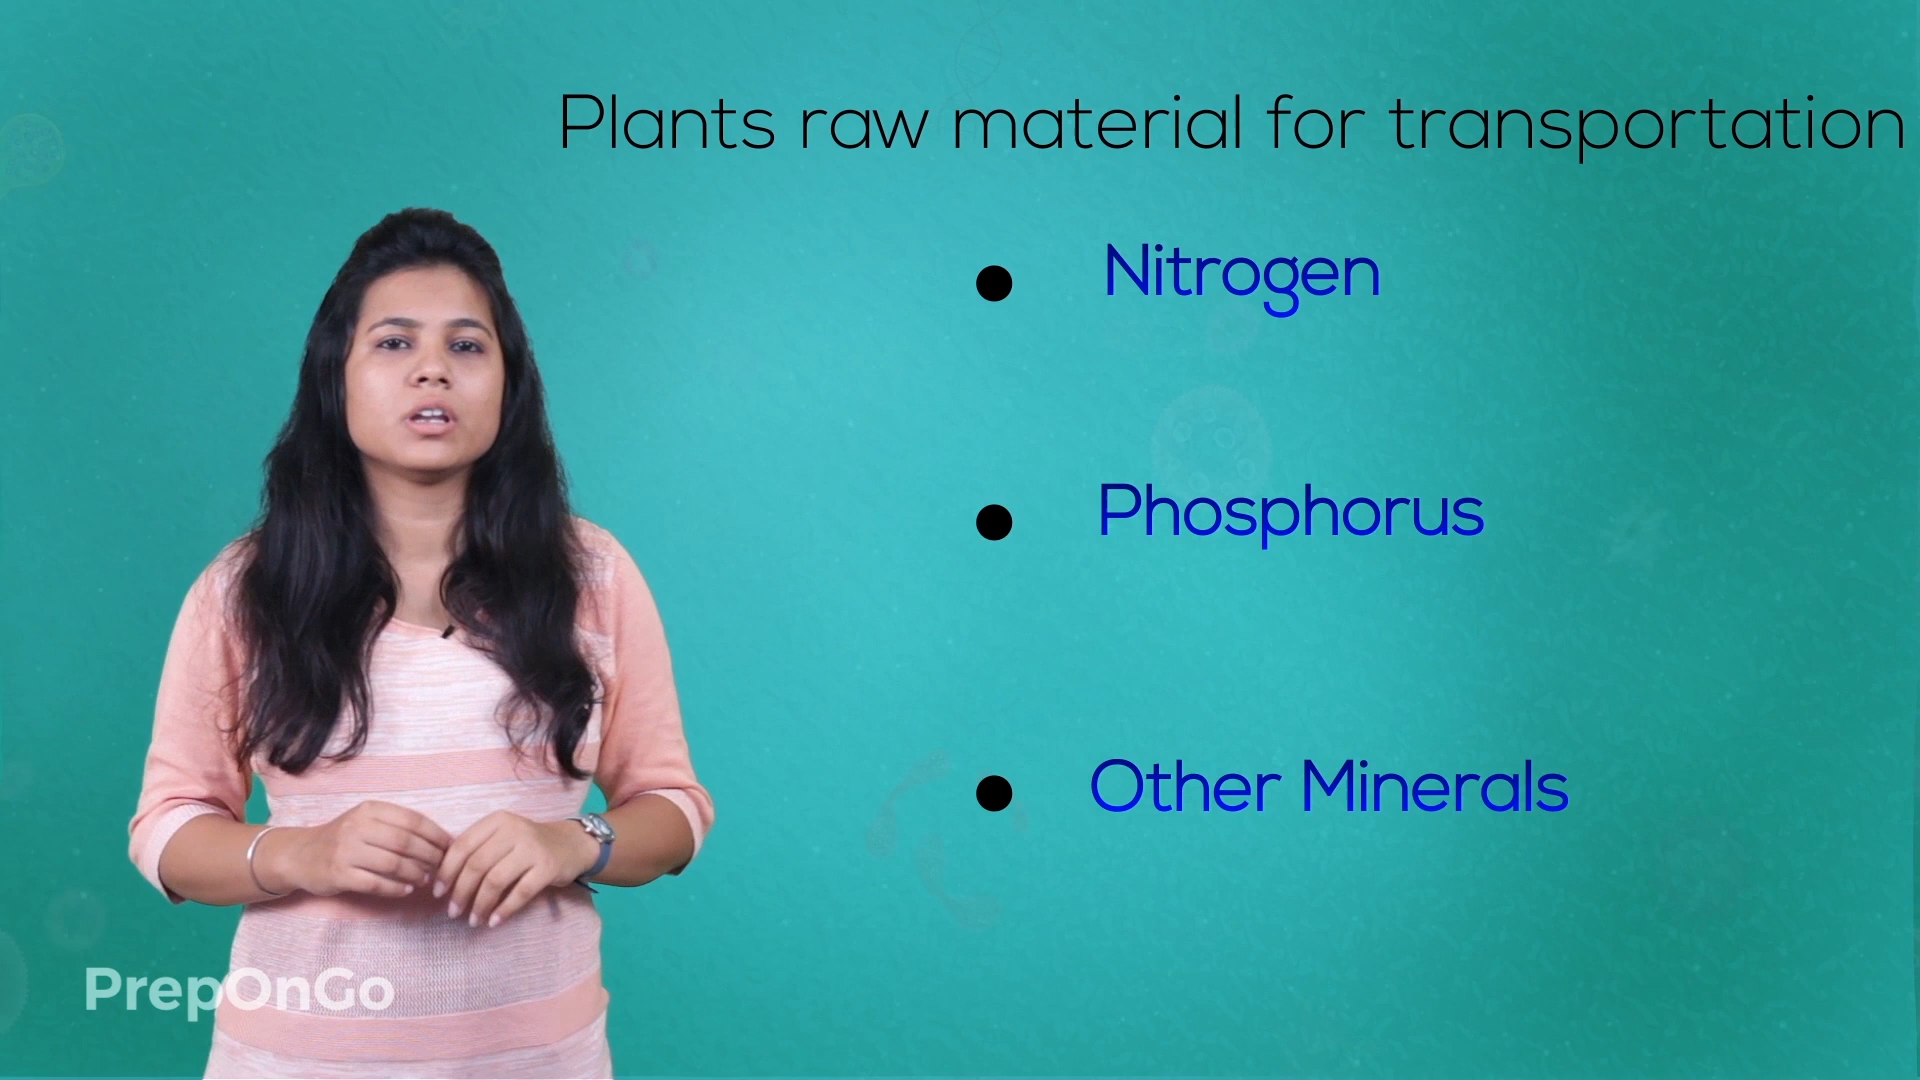 Plants raw material for transportation
Nitrogen
Phosphorus
Other Minerals
PrepOnGo